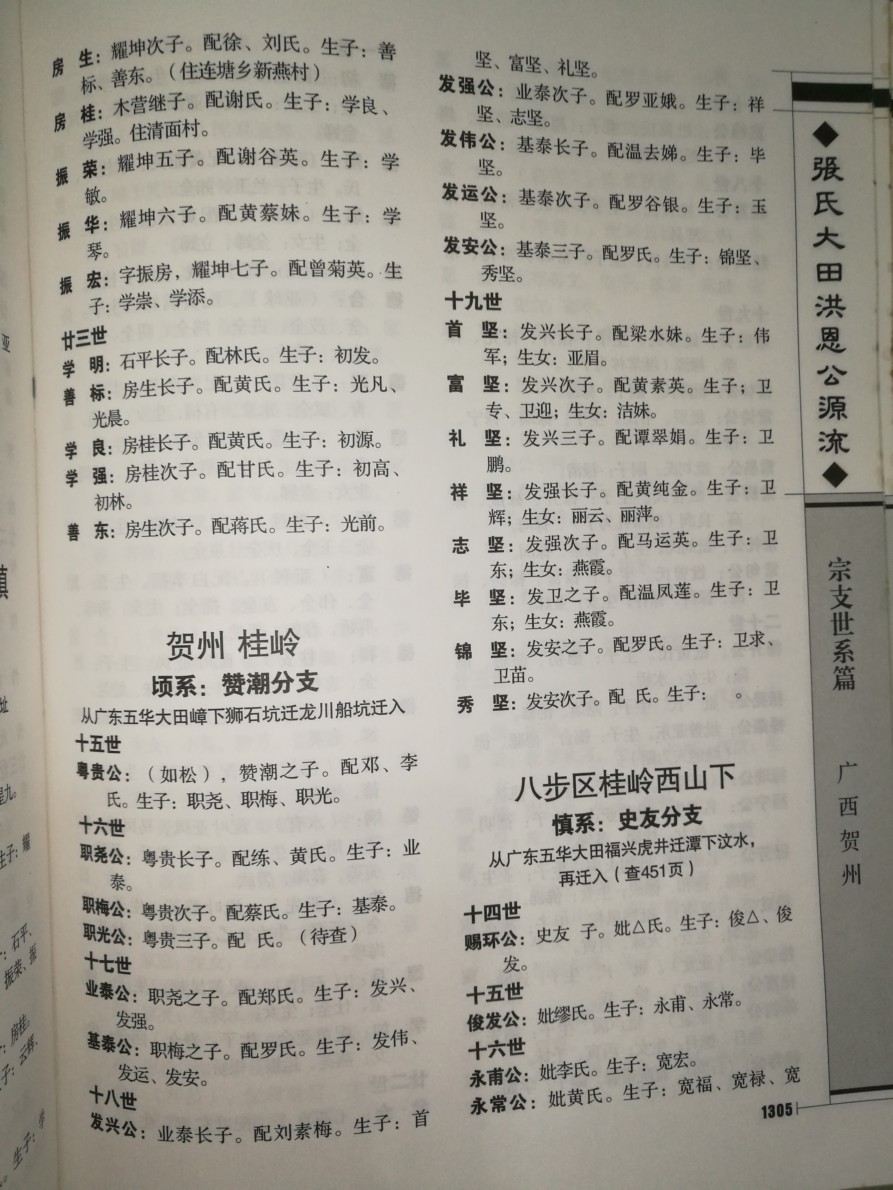 房　生：耀坤次子。配徐、刘氏。生子：善
标、善东。（住连塘乡新燕村）
房　桂：木营继子。配谢氏。生子：学良、
学强。住清面村。
振　荣：耀坤五子。配谢谷英。生子：学
敏。
振　华：耀坤六子。配黄蔡妹。生子：学
琴。
振　宏：字振房，耀坤七子。配曾菊英。生
子：学崇、学添。
廿三世
学　明：石平长子。配林氏。生子：初发。
善　标：房生长子。配黄氏。生子：光凡、
光晨。
学　良：房桂长子。配黄氏。生子：初源。
学　强：房桂次子。配甘氏。生子：初高、
初林。
善　东：房生次子。配蒋氏。生子：光前。
贺州 桂岭
顷系：赞潮分支
从广东五华大田嶂下狮石坑迁龙川船坑迁入
十五世
粤贵公：（如松），赞潮之子。配邓、李
氏。生子：职尧、职梅、职光。
十六世
职尧公：粤贵长子。配练、黄氏。生子：业
泰。
职梅公：粤贵次子。配蔡氏。生子：基泰。
职光公：粤贵三子。配　氏。（待查）
十七世
业泰公：职尧之子。配郑氏。生子：发兴、
发强。
基泰公：职梅之子。配罗氏。生子：发伟、
发运、发安。
十八世
发兴公：业泰长子。配刘素梅。生子：首
坚、富坚、礼坚。
发强公：业泰次子。配罗亚娥。生子：祥
坚、志坚。
发伟公：基泰长子。配温去娣。生子：毕
坚。
发运公：基泰次子。配罗谷银。生子：玉
坚。
发安公：基泰三子。配罗氏。生子：锦坚、
秀坚。
十九世
首　坚：发兴长子。配梁水妹。生子：伟
军；生女：亚眉。
富　坚：发兴次子。配黄素英。生子；卫
专、卫迎；生女：洁妹。
礼　坚：发兴三子。配谭翠娟。生子：卫
鹏。
祥　坚：发强长子。配黄纯金。生子：卫
辉；生女：丽云、丽萍。
志　坚：发强次子。配马运英。生子：卫
东；生女：燕霞。
毕　坚：发卫之子。配温凤莲。生子：卫
东；生女：燕霞。
锦　坚：发安之子。配罗氏。生子：卫求、
卫苗。
秀　坚：发安次子。配　氏。生子：　。
八步区桂岭西山下
慎系：史友分支
从广东五华大田福兴虎井迁潭下汶水，
再迁入（查451页）
十四世
赐环公：史友　子。妣△氏。生子：俊△、俊
发。
十五世
俊发公：妣缪氏。生子：永甫、永常。
十六世
永甫公：妣李氏。生子：宽宏。
永常公：妣黄氏。生子：宽福、宽禄、宽
◆張氏大田洪恩公源流◆
宗支世系篇
广西贺州
1305